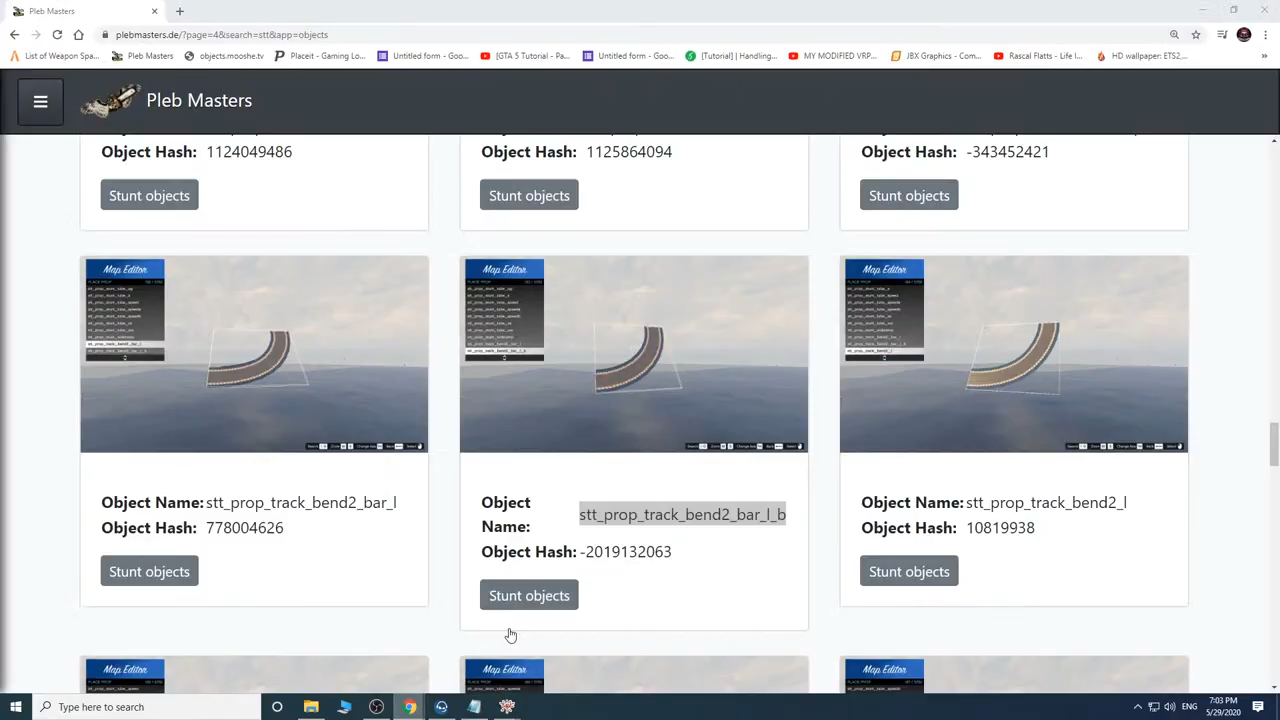 Pleb Masters
plebmasters.de/?page=4&search=stt&app=objects
List of Weapon Spa...
Pleb Masters
objects.mooshe.tv
Placeit - Gaming Lo...
Untitled form - Goo...
[GTA 5 Tutorial - Pa...
Untitled form - Goo...
[Tutorial] | Handling...
MY MODIFIED VRP...
JBX Graphics - Com...
Rascal Flatts - Life I...
HD wallpaper: ETS2,...
Pleb Masters
Object Hash: 1124049486
Object Hash: 1125864094
Object Hash: -343452421
Stunt objects
Stunt objects
Stunt objects
Map Editor
Map Editor
Map Editor
Object Name: stt_prop_track_bend2_bar_l
Object Hash: 778004626
Stunt objects
Object
Name:
stt_prop_track_bend2_bar_l_b
Object Hash: -2019132063
Stunt objects
Object Name: stt_prop_track_bend2_l
Object Hash: 10819938
Stunt objects
Map Editor
Map Editor
Map Editor
Type here to search
ENG
7:03 PM
5/29/2020